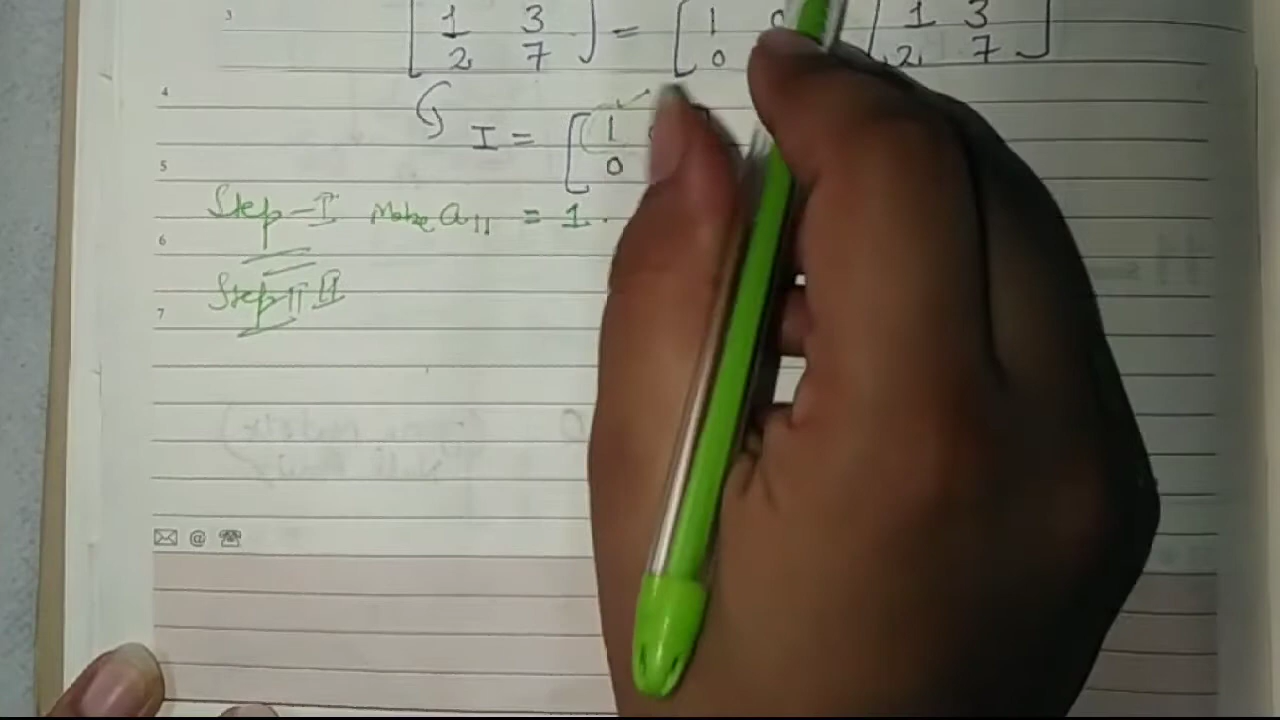 3
[ 1 3 ] = [ 1 0 [ 1 3 ]
2 7 0 2 7
4
I = [ 1
5 0
Step-I Make a11 = 1.
6
Step II
7